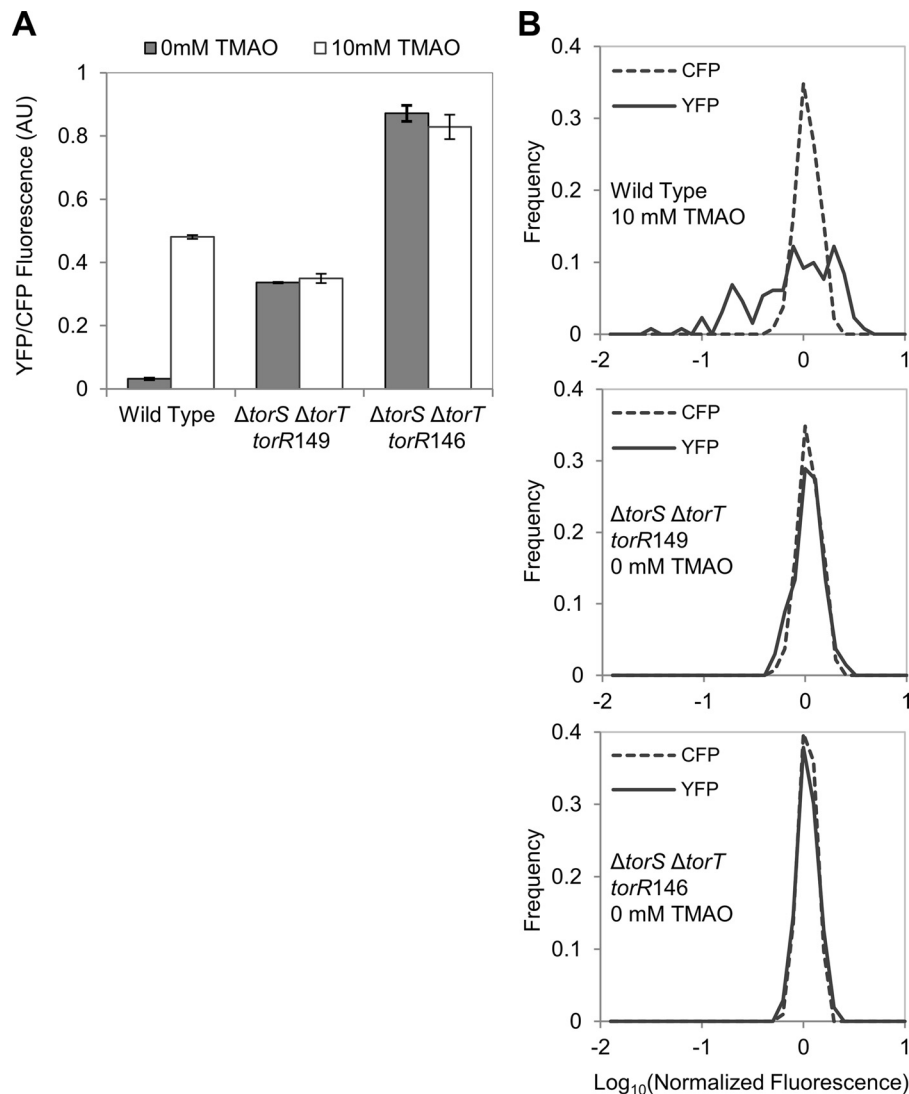 A
0mM TMAO
10mM TMAO
YFP/CFP Fluorescence (AU)
1
0.8
0.6
0.4
0.2
0
Wild Type
ΔtorS ΔtorT
torR149
ΔtorS ΔtorT
torR146
B
0.4
0.3
0.2
0.1
0
Frequency
CFP
YFP
Wild Type
10 mM TMAO
-2
-1
0
1
0.4
0.3
0.2
0.1
0
Frequency
CFP
YFP
ΔtorS ΔtorT
torR149
0 mM TMAO
-2
-1
0
1
0.4
0.3
0.2
0.1
0
Frequency
CFP
YFP
ΔtorS ΔtorT
torR146
0 mM TMAO
-2
-1
0
1
Log₁₀(Normalized Fluorescence)